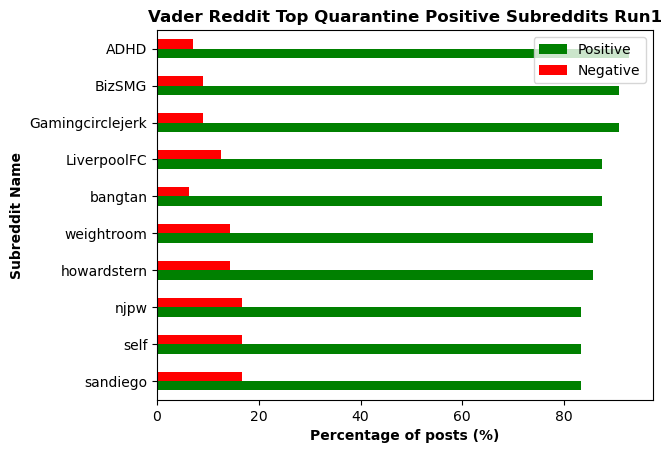 Vader Reddit Top Quarantine Positive Subreddits Run1
Positive
Negative
Subreddit Name
ADHD
BizSMG
Gamingcirclejerk
LiverpoolFC
bangtan
weightroom
howardstern
njpw
self
sandiego
0 20 40 60 80
Percentage of posts (%)